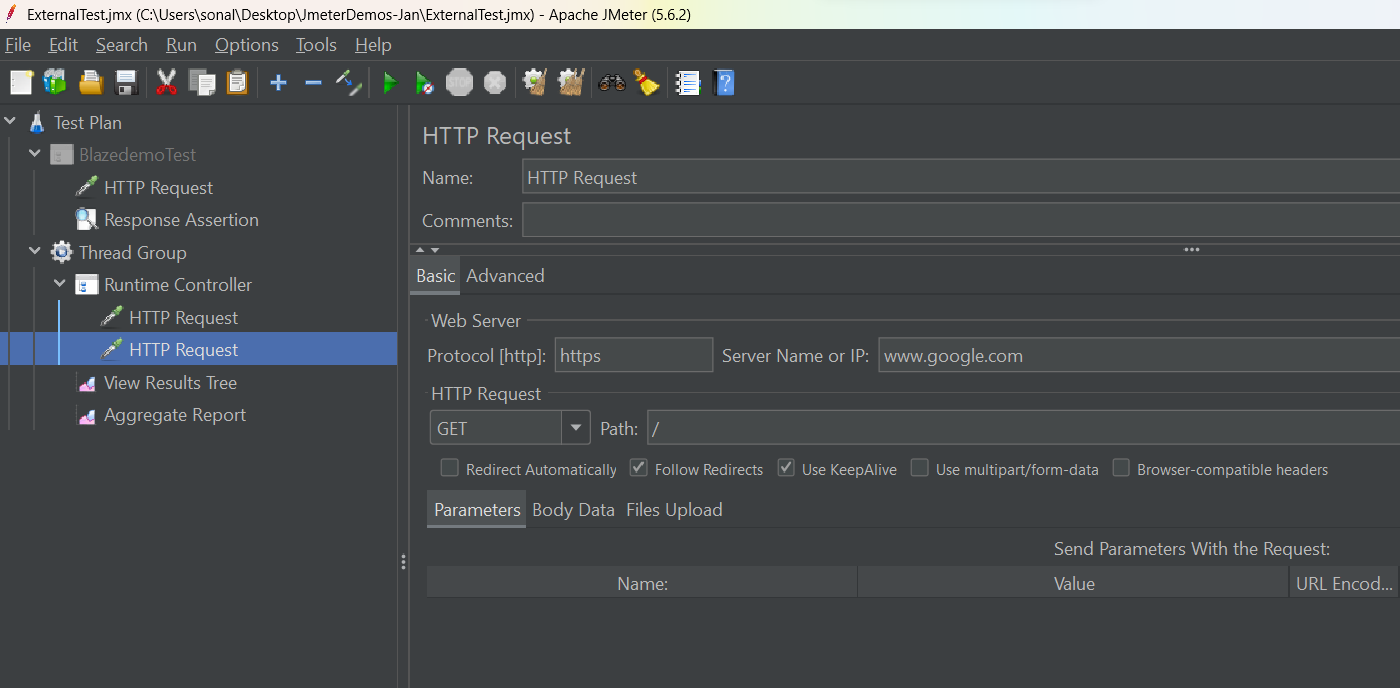 ExternalTest.jmx (C:\Users\sonal\Desktop\JmeterDemos-Jan\ExternalTest.jmx) - Apache JMeter (5.6.2)
File Edit Search Run Options Tools Help
STOP
Test Plan
BlazedemoTest
HTTP Request
Response Assertion
Thread Group
Runtime Controller
HTTP Request
HTTP Request
View Results Tree
Aggregate Report
HTTP Request
Name: HTTP Request
Comments:
Basic Advanced
Web Server
Protocol [http]: https Server Name or IP: www.google.com
HTTP Request
GET Path: /
Redirect Automatically Follow Redirects Use KeepAlive Use multipart/form-data Browser-compatible headers
Parameters Body Data Files Upload
Send Parameters With the Request:
Name: Value URL Encod...